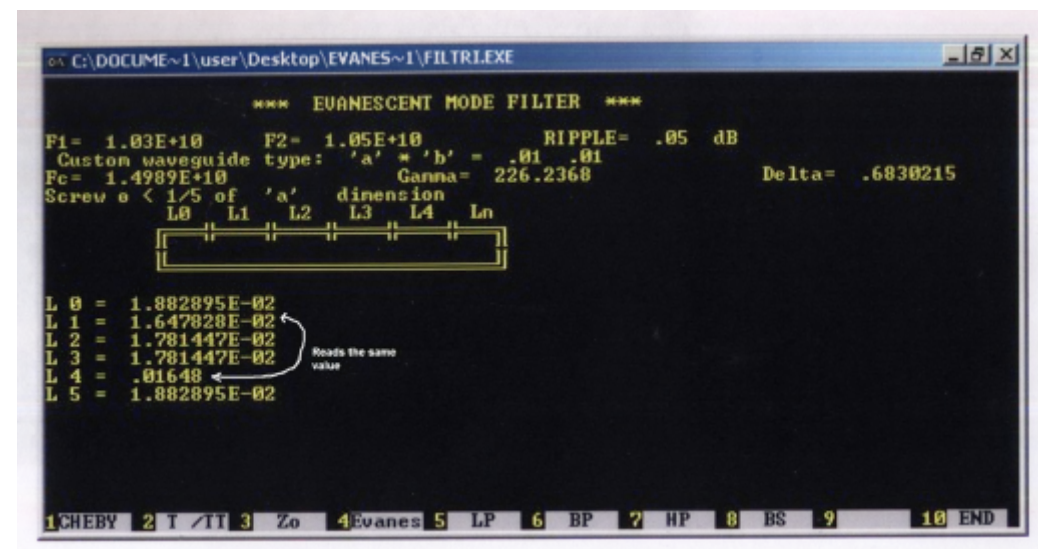 C:\DOCUME~1\user\Desktop\EVANES~1\FILTRI.EXE
*** EVANESCENT MODE FILTER ***
F1= 1.03E+10 F2= 1.05E+10 RIPPLE= .05 dB
Custom waveguide type: 'a' * 'b' = .01 .01
Fc= 1.4989E+10 Gamma= 226.2368 Delta= .6830215
Screw ø < 1/5 of 'a' dimension
L0 L1 L2 L3 L4 Ln
L 0 = 1.882895E-02
L 1 = 1.647828E-02
L 2 = 1.781447E-02
L 3 = 1.781447E-02
L 4 = .01648
L 5 = 1.882895E-02
Reads the same
value
1CHEBY 2 T /TT 3 Zo 4Evanes 5 LP 6 BP 7 HP 8 BS 9 10 END